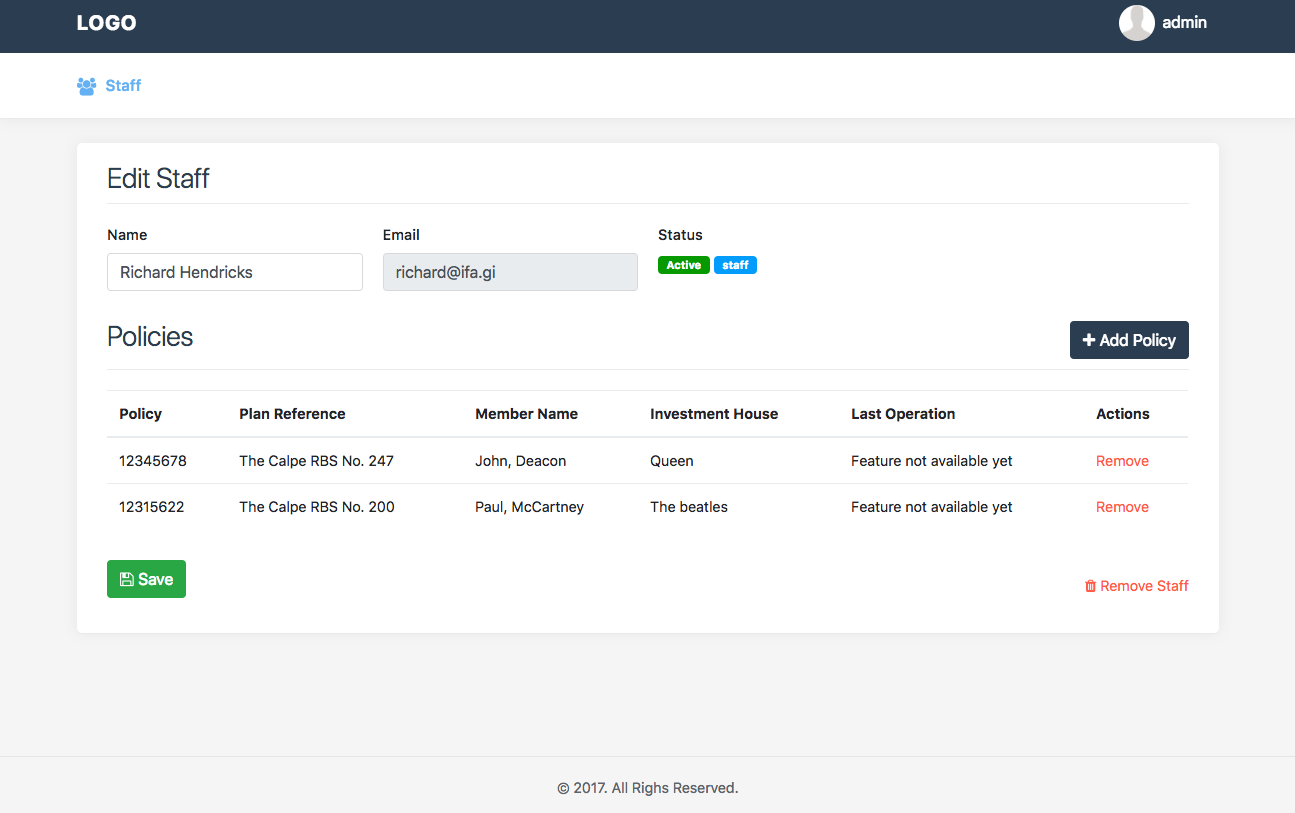 LOGO
admin
Staff
Edit Staff
Name Email Status
Richard Hendricks richard@ifa.gi Active staff
Policies
Add Policy
Policy Plan Reference Member Name Investment House Last Operation Actions
12345678 The Calpe RBS No. 247 John, Deacon Queen Feature not available yet Remove
12315622 The Calpe RBS No. 200 Paul, McCartney The beatles Feature not available yet Remove
Save
Remove Staff
© 2017. All Righs Reserved.